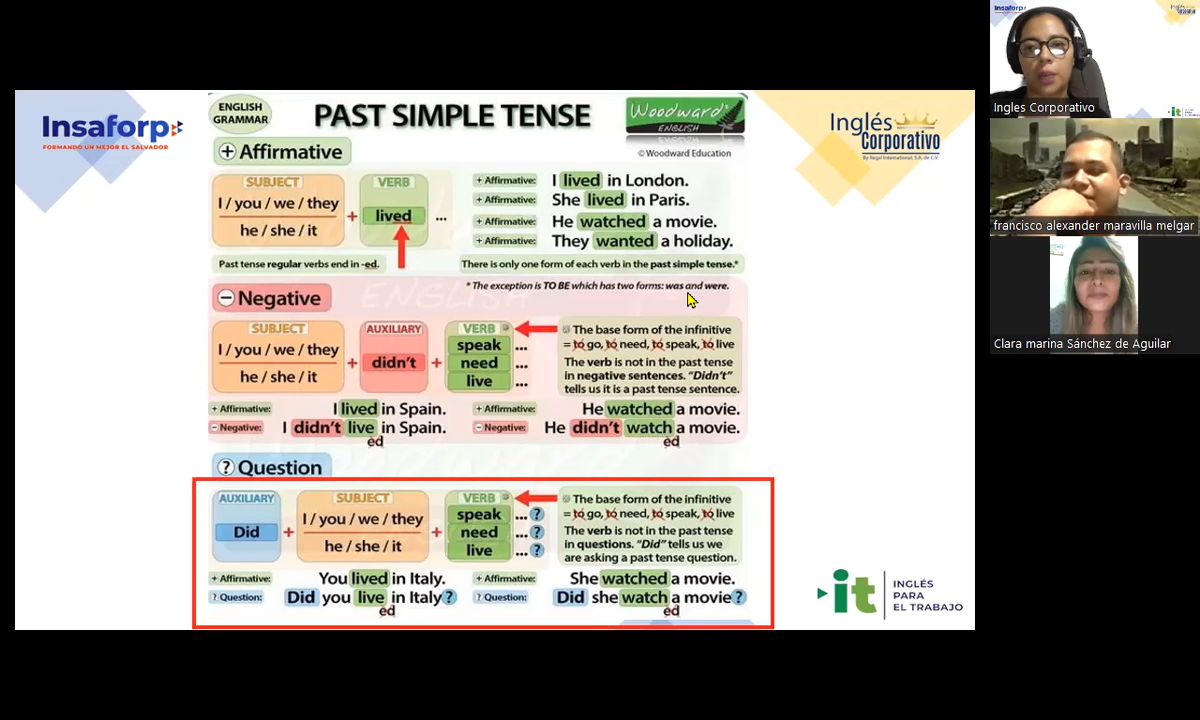 Insaforp
FORMANDO UN MEJOR EL SALVADOR
ENGLISH
GRAMMAR
PAST SIMPLE TENSE
Woodward
ENGLISH
© Woodward Education
Inglés
Corporativo
By Regal International, S.A. de C.V.
+ Affirmative
SUBJECT
I / you / we / they
he / she / it
+
VERB
lived
...
+ Affirmative: I lived in London.
+ Affirmative: She lived in Paris.
+ Affirmative: He watched a movie.
+ Affirmative: They wanted a holiday.
Past tense regular verbs end in -ed.
There is only one form of each verb in the past simple tense.*
* The exception is TO BE which has two forms: was and were.
− Negative
SUBJECT
I / you / we / they
he / she / it
+
AUXILIARY
didn't
+
VERB
speak ...
need ...
live ...
The base form of the infinitive
= to go, to need, to speak, to live
The verb is not in the past tense
in negative sentences. "Didn't"
tells us it is a past tense sentence.
+ Affirmative: I lived in Spain.
− Negative: I didn't live in Spain.
ed
+ Affirmative: He watched a movie.
− Negative: He didn't watch a movie.
ed
? Question
AUXILIARY
Did
+
SUBJECT
I / you / we / they
he / she / it
+
VERB
speak ...?
need ...?
live ...?
The base form of the infinitive
= to go, to need, to speak, to live
The verb is not in the past tense
in questions. "Did" tells us we
are asking a past tense question.
+ Affirmative: You lived in Italy.
? Question: Did you live in Italy?
ed
+ Affirmative: She watched a movie.
? Question: Did she watch a movie?
ed
it
INGLÉS
PARA
EL TRABAJO
Insaforp
Ingles Corporativo
francisco alexander maravilla melgar
Clara marina Sánchez de Aguilar